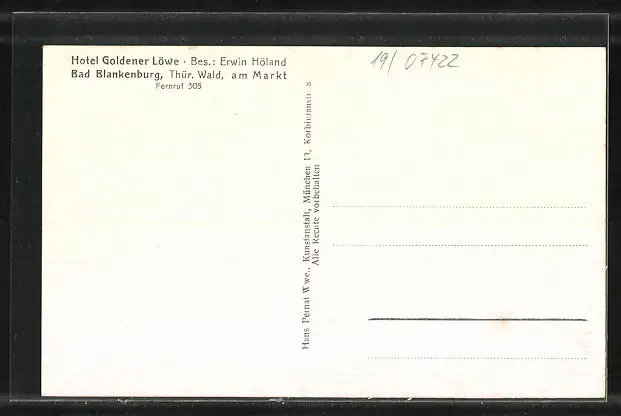 Hotel Goldener Löwe · Bes.: Erwin Höland
Bad Blankenburg, Thür. Wald, am Markt
Fernruf 305
19/ 07422
Hans Pernat Wwe., Kunstanstalt, München 13, Korbinianstr. 8
Alle Rechte vorbehalten